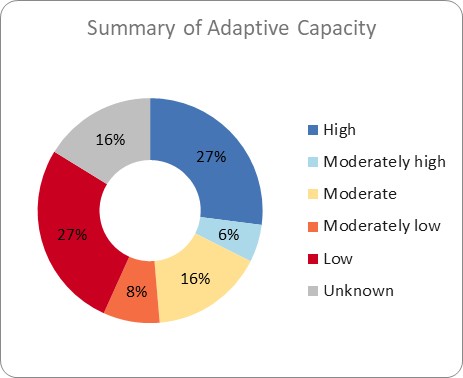 Summary of Adaptive Capacity
16%
27%
6%
16%
8%
27%
High
Moderately high
Moderate
Moderately low
Low
Unknown